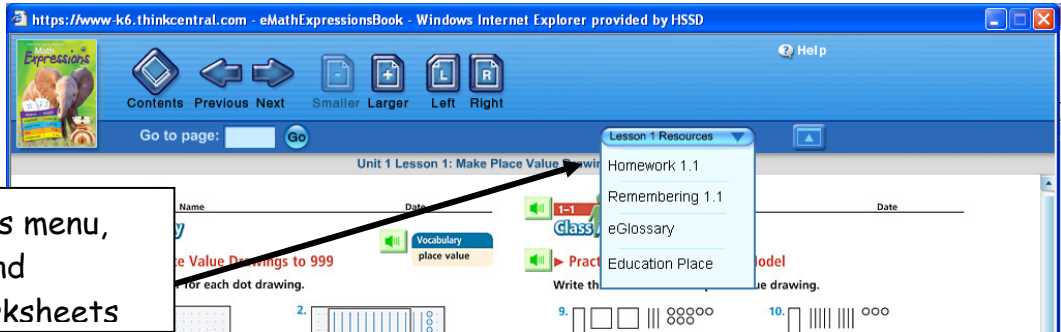 https://www-k6.thinkcentral.com - eMathExpressionsBook - Windows Internet Explorer provided by HSSD
Math
Expressions
Contents Previous Next Smaller Larger Left Right
Help
Go to page: Go
Lesson 1 Resources
Homework 1.1
Remembering 1.1
eGlossary
Education Place
Unit 1 Lesson 1: Make Place Value
s menu,
nd
ksheets
Name Date
Vocabulary
place value
Value Drawings to 999
for each dot drawing.
2.
1-1
Class
Date
Write th
ue drawing.
9.
10.